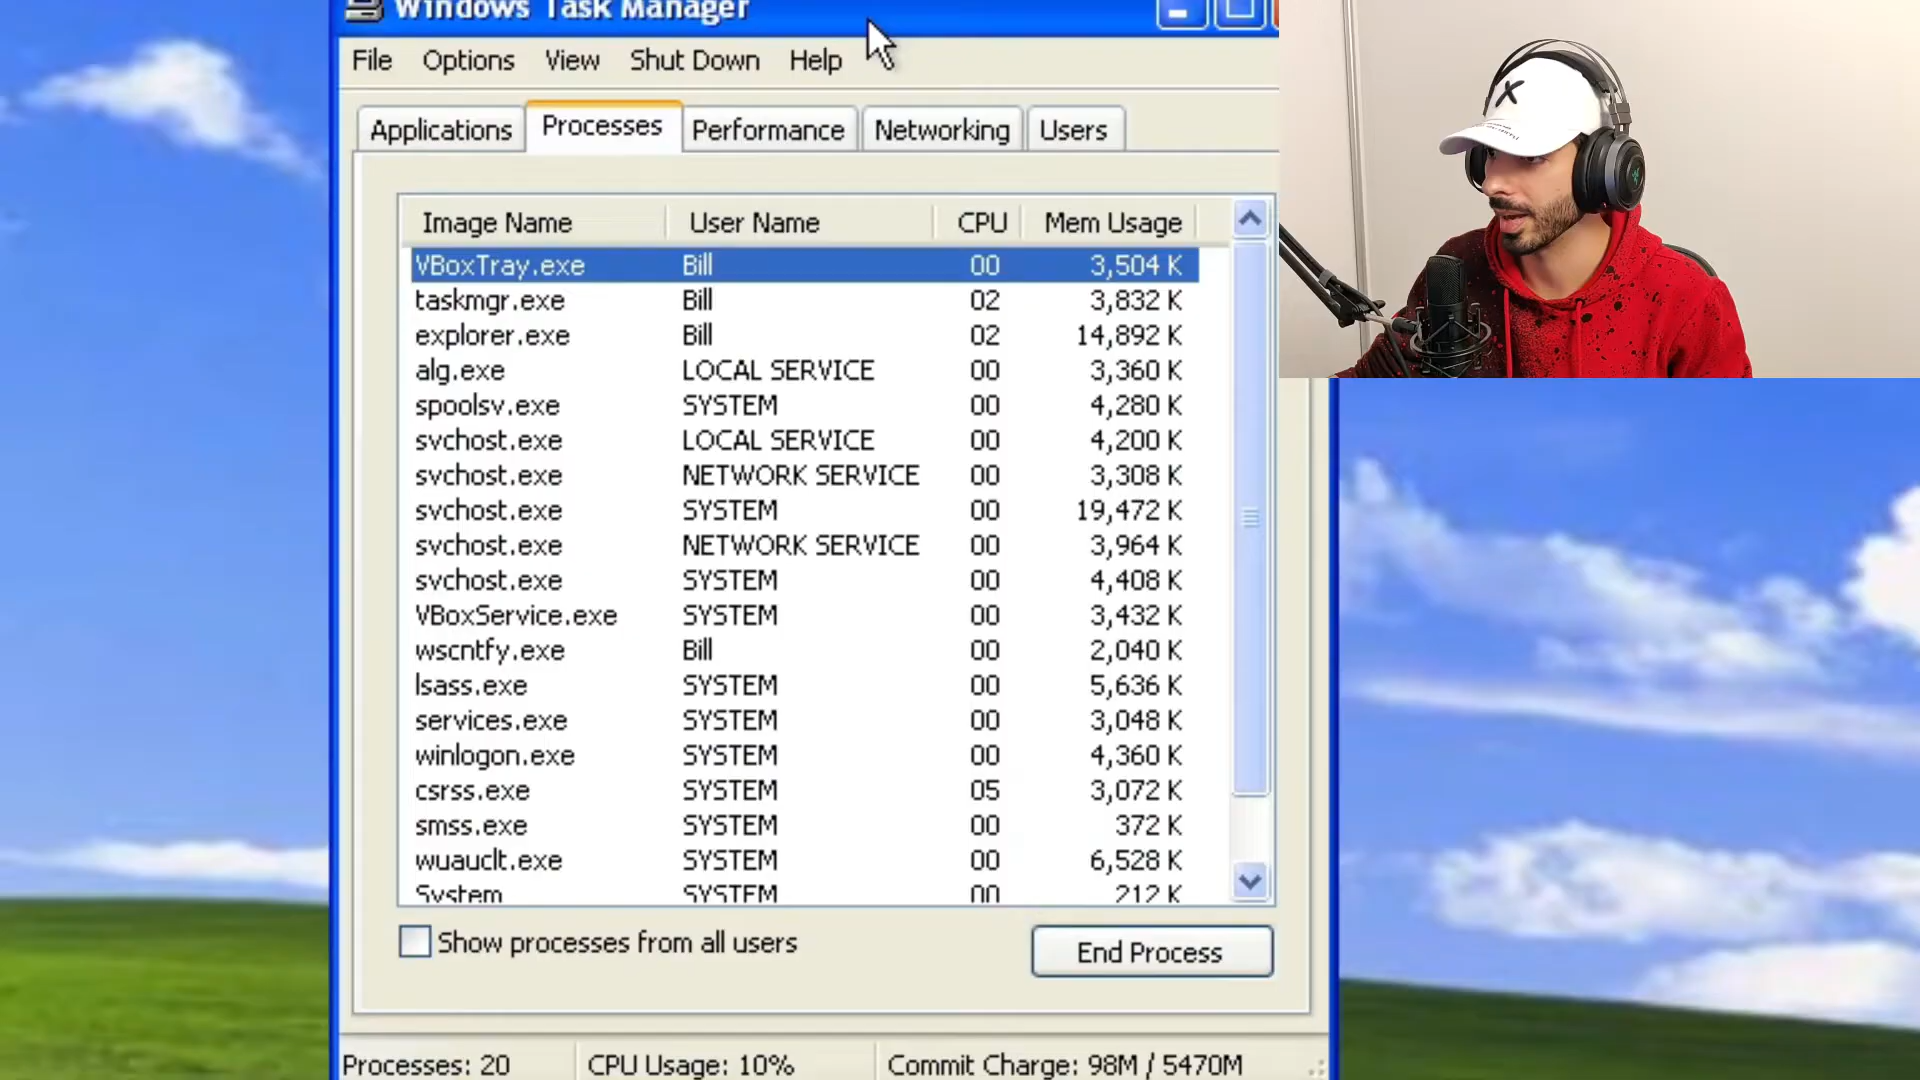 Windows Task Manager
File Options View Shut Down Help
Applications Processes Performance Networking Users
Image Name User Name CPU Mem Usage
VBoxTray.exe Bill 00 3,504 K
taskmgr.exe Bill 02 3,832 K
explorer.exe Bill 02 14,892 K
alg.exe LOCAL SERVICE 00 3,360 K
spoolsv.exe SYSTEM 00 4,280 K
svchost.exe LOCAL SERVICE 00 4,200 K
svchost.exe NETWORK SERVICE 00 3,308 K
svchost.exe SYSTEM 00 19,472 K
svchost.exe NETWORK SERVICE 00 3,964 K
svchost.exe SYSTEM 00 4,408 K
VBoxService.exe SYSTEM 00 3,432 K
wscntfy.exe Bill 00 2,040 K
lsass.exe SYSTEM 00 5,636 K
services.exe SYSTEM 00 3,048 K
winlogon.exe SYSTEM 00 4,360 K
csrss.exe SYSTEM 05 3,072 K
smss.exe SYSTEM 00 372 K
wuauclt.exe SYSTEM 00 6,528 K
System SYSTEM 00 212 K
Show processes from all users
End Process
Processes: 20 CPU Usage: 10% Commit Charge: 98M / 5470M
X